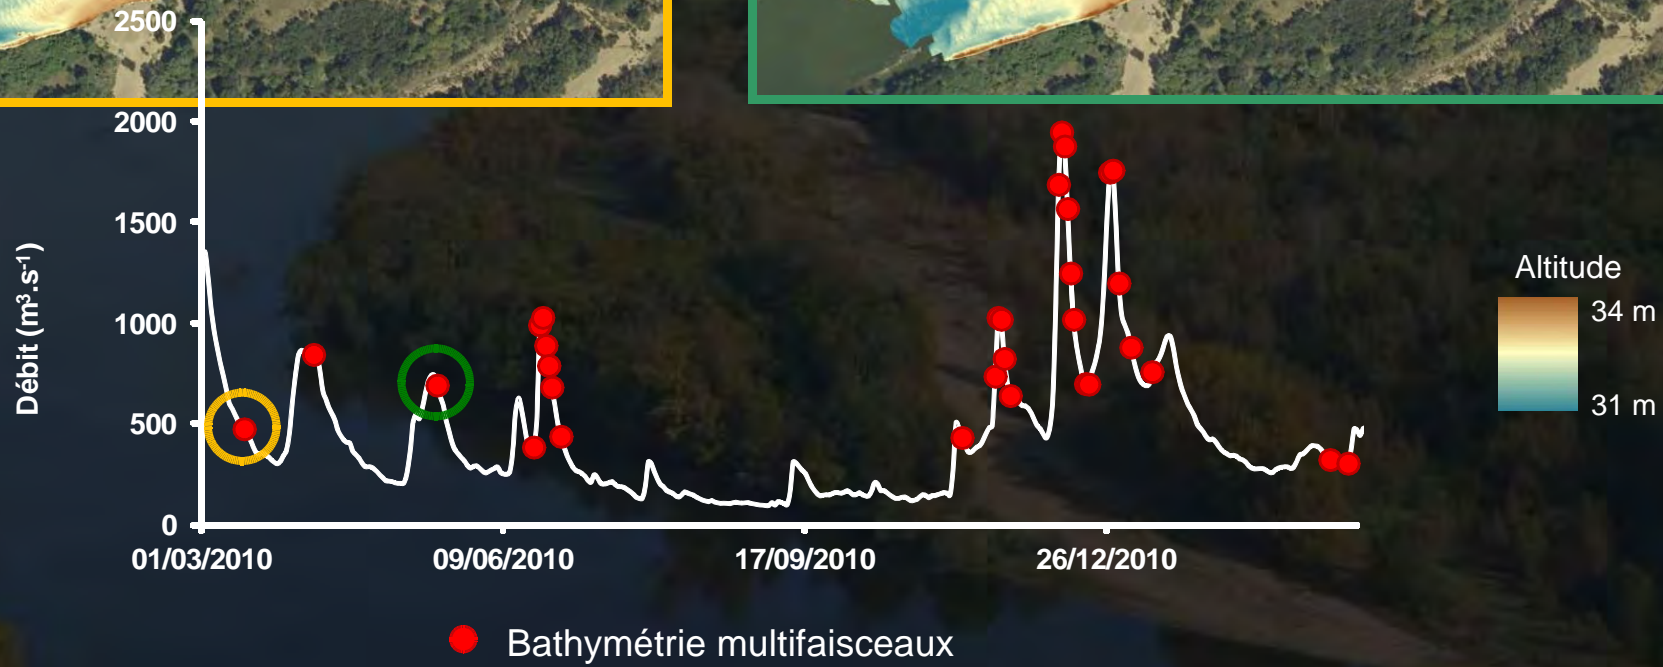 2500
2000
1500
1000
500
0
Débit (m³.s⁻¹)
01/03/2010 09/06/2010 17/09/2010 26/12/2010
Bathymétrie multifaisceaux
Altitude
34 m
31 m